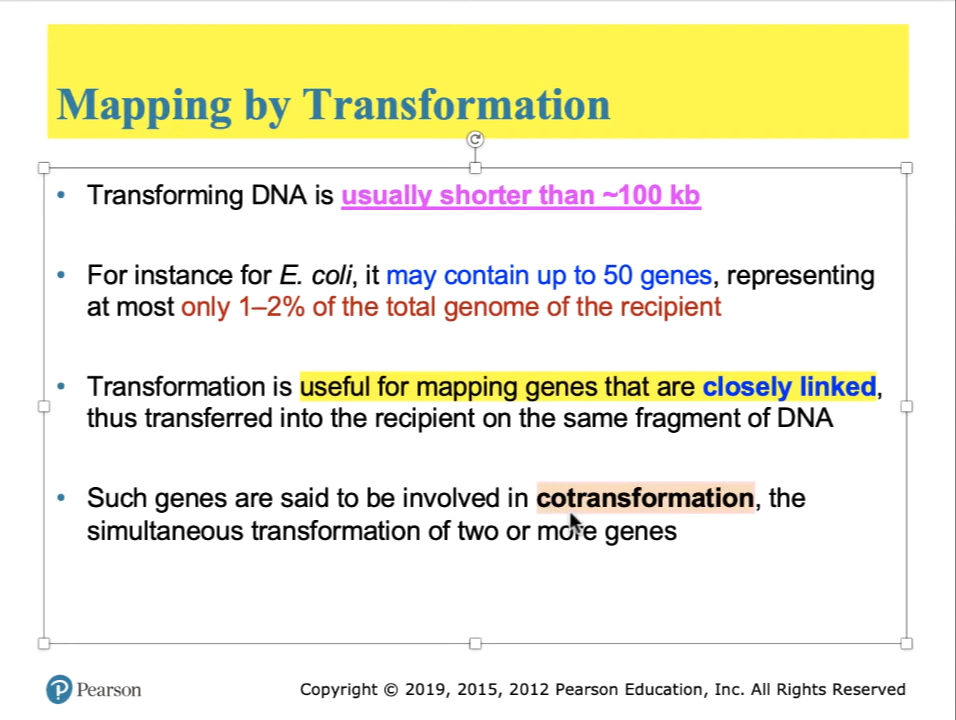 Mapping by Transformation
• Transforming DNA is usually shorter than ~100 kb
• For instance for E. coli, it may contain up to 50 genes, representing
at most only 1–2% of the total genome of the recipient
• Transformation is useful for mapping genes that are closely linked,
thus transferred into the recipient on the same fragment of DNA
• Such genes are said to be involved in cotransformation, the
simultaneous transformation of two or more genes
Pearson
Copyright © 2019, 2015, 2012 Pearson Education, Inc. All Rights Reserved